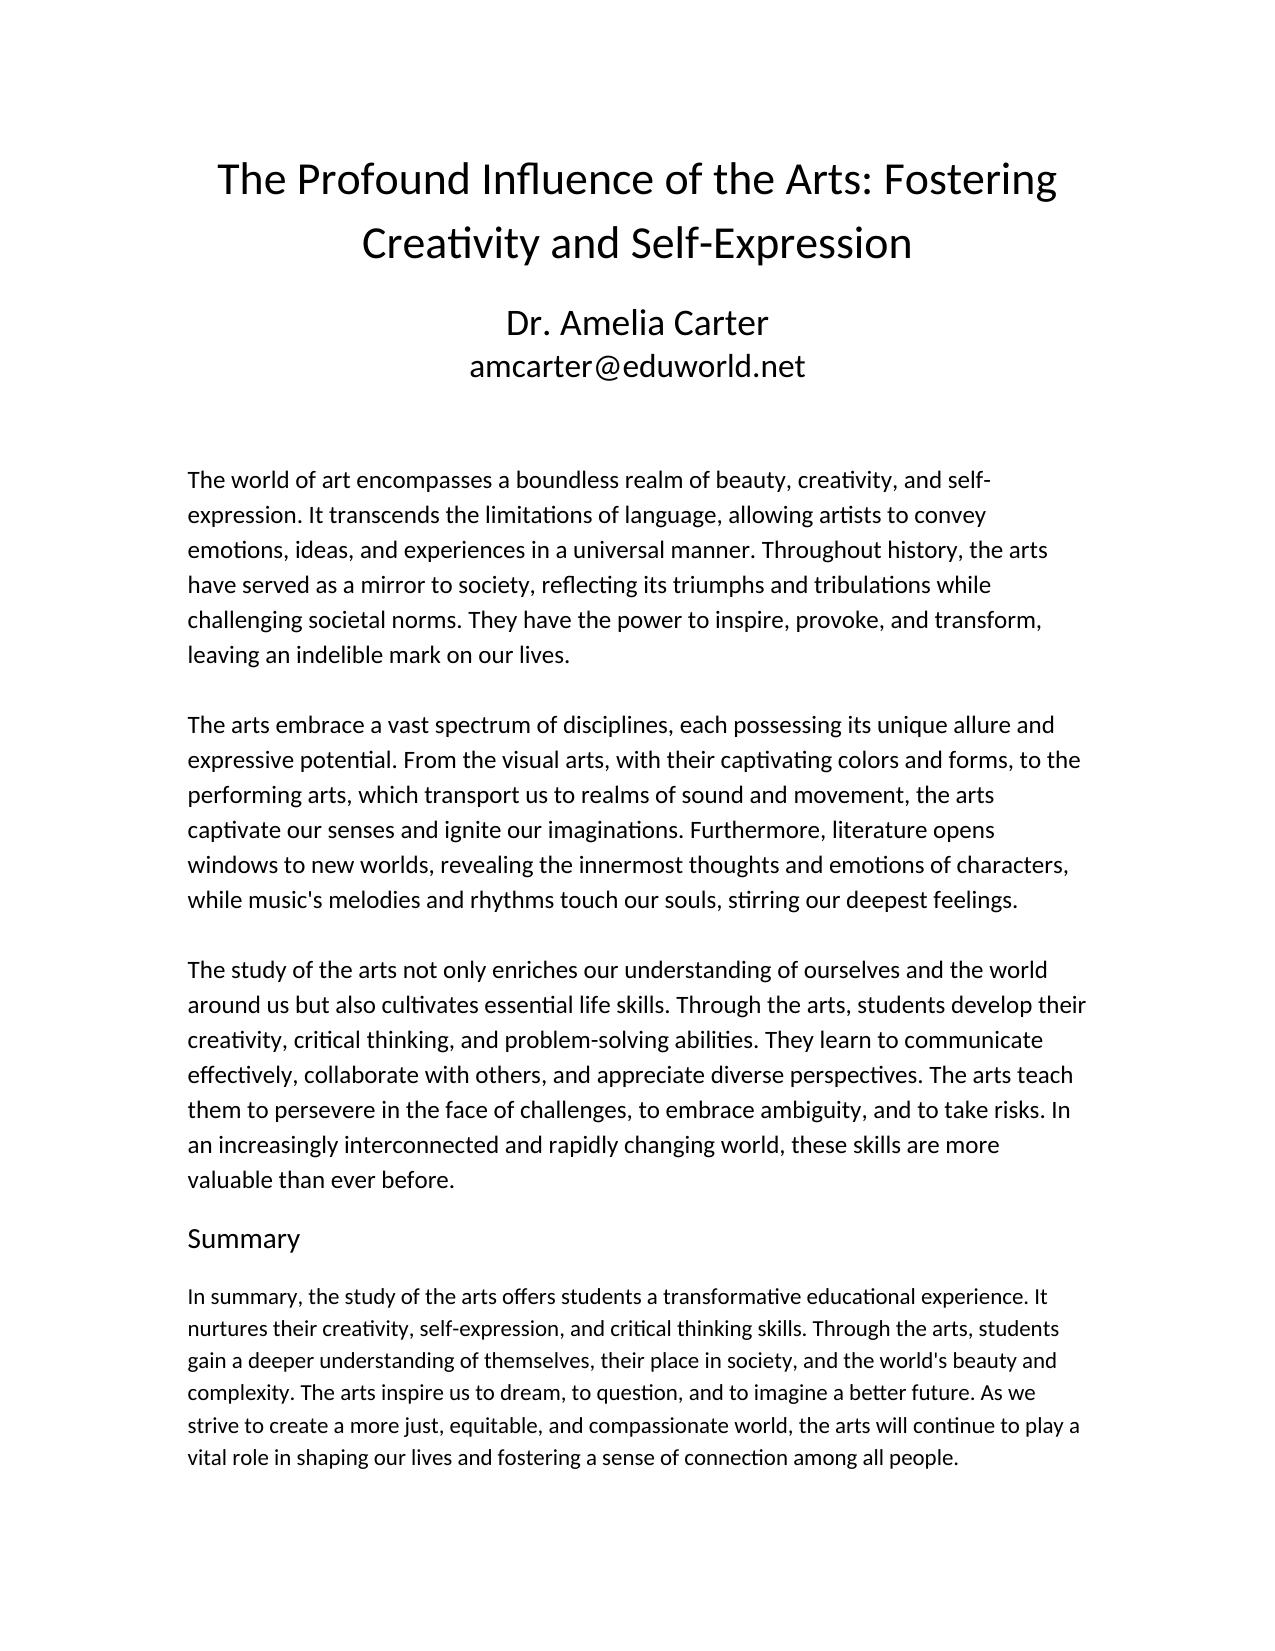 The Profound Influence of the Arts: Fostering
Creativity and Self-Expression
Dr. Amelia Carter
amcarter@eduworld.net
The world of art encompasses a boundless realm of beauty, creativity, and self-
expression. It transcends the limitations of language, allowing artists to convey
emotions, ideas, and experiences in a universal manner. Throughout history, the arts
have served as a mirror to society, reflecting its triumphs and tribulations while
challenging societal norms. They have the power to inspire, provoke, and transform,
leaving an indelible mark on our lives.
The arts embrace a vast spectrum of disciplines, each possessing its unique allure and
expressive potential. From the visual arts, with their captivating colors and forms, to the
performing arts, which transport us to realms of sound and movement, the arts
captivate our senses and ignite our imaginations. Furthermore, literature opens
windows to new worlds, revealing the innermost thoughts and emotions of characters,
while music's melodies and rhythms touch our souls, stirring our deepest feelings.
The study of the arts not only enriches our understanding of ourselves and the world
around us but also cultivates essential life skills. Through the arts, students develop their
creativity, critical thinking, and problem-solving abilities. They learn to communicate
effectively, collaborate with others, and appreciate diverse perspectives. The arts teach
them to persevere in the face of challenges, to embrace ambiguity, and to take risks. In
an increasingly interconnected and rapidly changing world, these skills are more
valuable than ever before.
Summary
In summary, the study of the arts offers students a transformative educational experience. It
nurtures their creativity, self-expression, and critical thinking skills. Through the arts, students
gain a deeper understanding of themselves, their place in society, and the world's beauty and
complexity. The arts inspire us to dream, to question, and to imagine a better future. As we
strive to create a more just, equitable, and compassionate world, the arts will continue to play a
vital role in shaping our lives and fostering a sense of connection among all people.